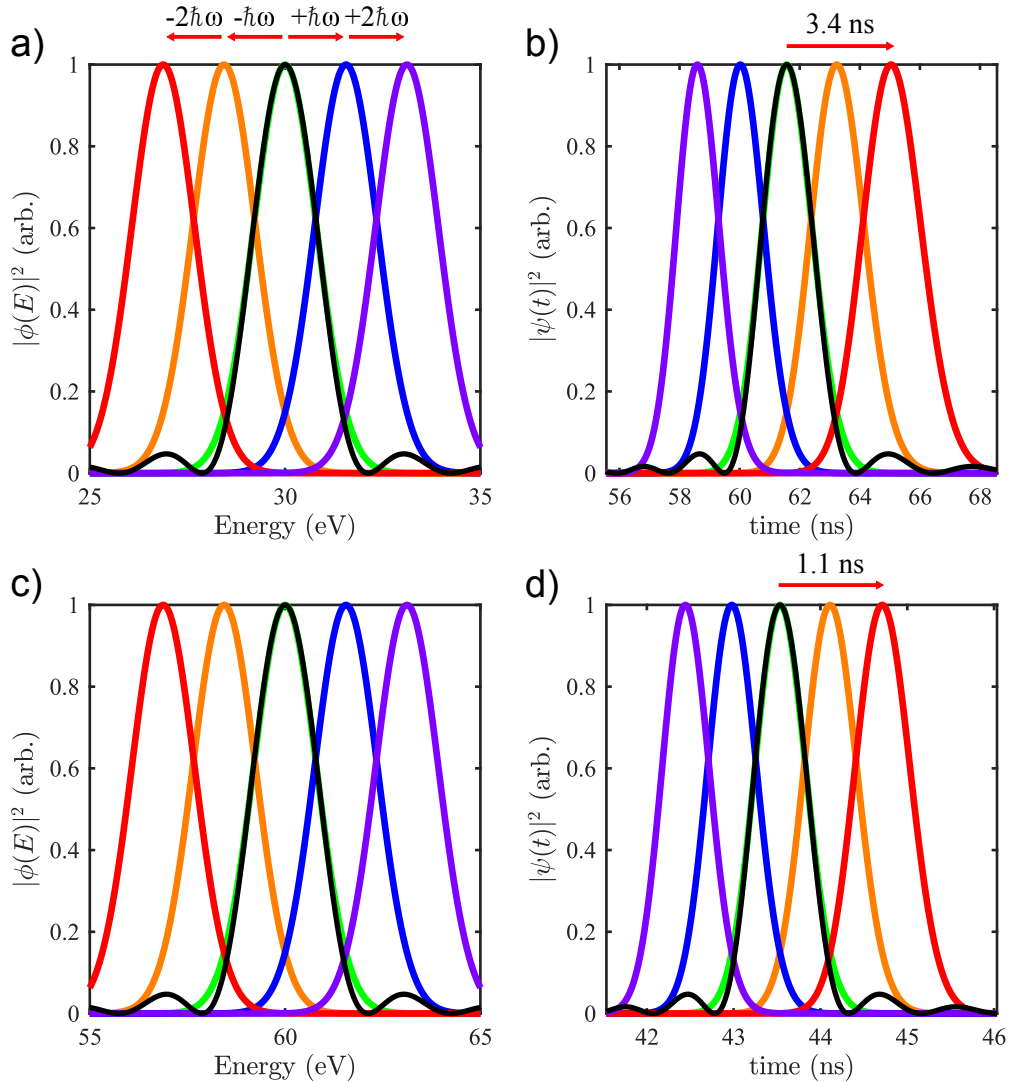 -2ħω -ħω +ħω +2ħω
a)
1
0.8
0.6
0.4
0.2
0
|ϕ(E)|² (arb.)
25 30 35
Energy (eV)
b)
3.4 ns
1
0.8
0.6
0.4
0.2
0
|ψ(t)|² (arb.)
56 58 60 62 64 66 68
time (ns)
c)
1
0.8
0.6
0.4
0.2
0
|ϕ(E)|² (arb.)
55 60 65
Energy (eV)
d)
1.1 ns
1
0.8
0.6
0.4
0.2
0
|ψ(t)|² (arb.)
42 43 44 45 46
time (ns)